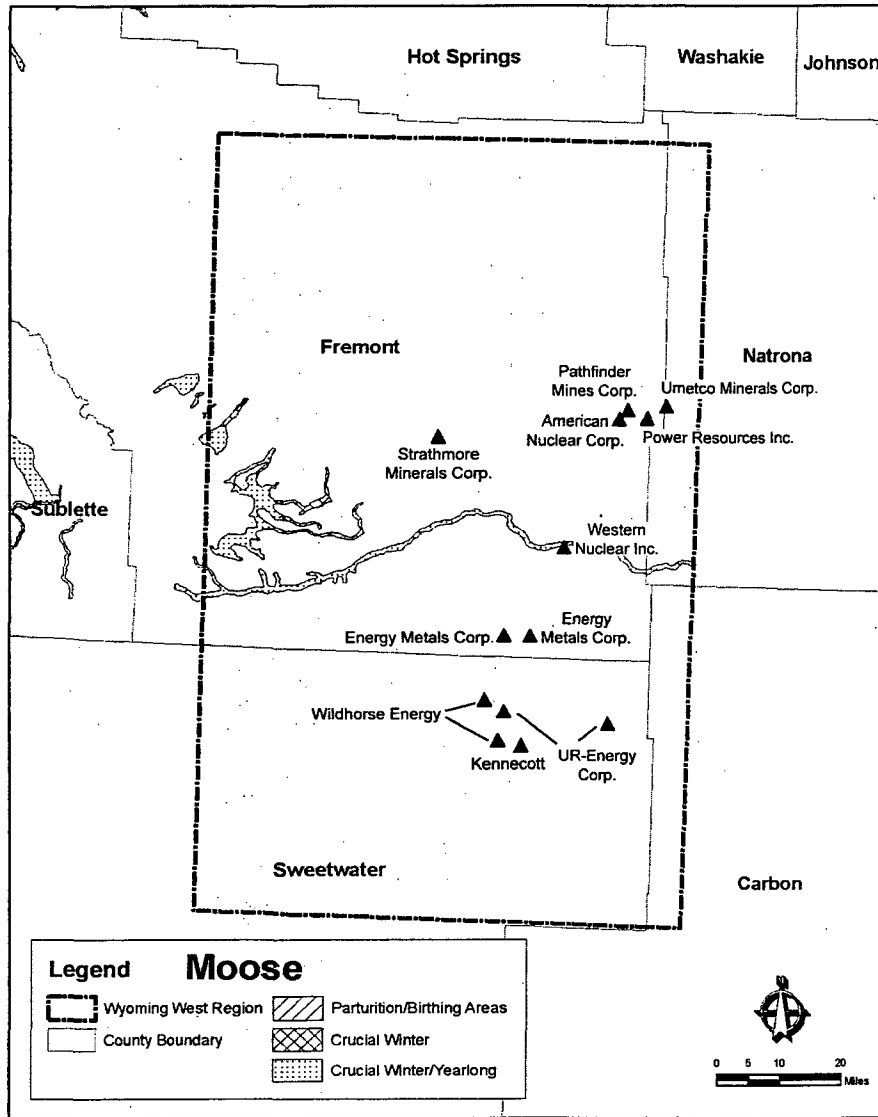 Hot Springs
Washakie
Johnson
Fremont
Natrona
Pathfinder
Mines Corp.
Umetco Minerals Corp.
American
Nuclear Corp.
Power Resources Inc.
Strathmore
Minerals Corp.
Sublette
Western
Nuclear Inc.
Energy Metals Corp.
Energy
Metals Corp.
Wildhorse Energy
Kennecott
UR-Energy
Corp.
Sweetwater
Carbon
Legend Moose
Wyoming West Region
Parturition/Birthing Areas
County Boundary
Crucial Winter
Crucial Winter/Yearlong
0 5 10 20
Miles